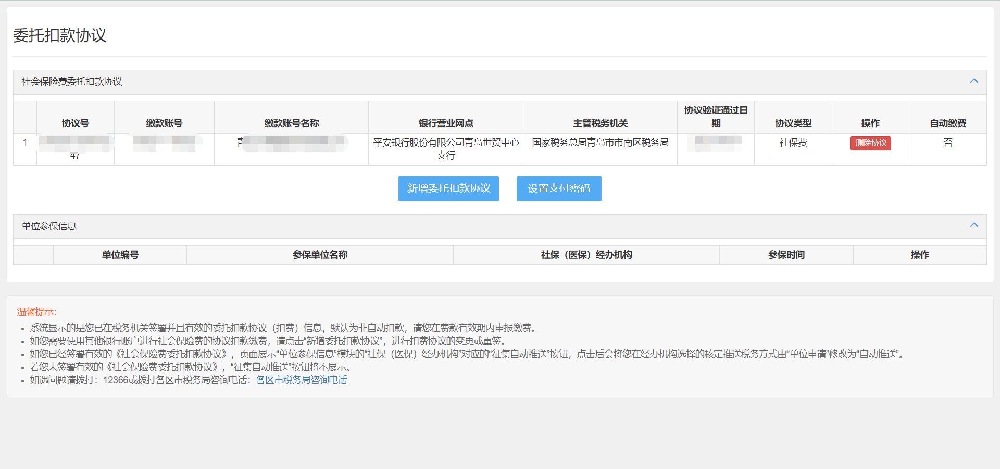 委托扣款协议
社会保险费委托扣款协议
协议号 缴款账号 缴款账号名称 银行营业网点 主管税务机关 协议验证通过日期 协议类型 操作 自动缴费
1 47 平安银行股份有限公司青岛世贸中心支行 国家税务总局青岛市市南区税务局 社保费 删除协议 否
新增委托扣款协议 设置支付密码
单位参保信息
单位编号 参保单位名称 社保（医保）经办机构 参保时间 操作
温馨提示：
系统显示的是您已在税务机关签署并且有效的委托扣款协议（扣费）信息，默认为非自动扣款，请您在费款有效期内申报缴费。
如您需要使用其他银行账户进行社会保险费的协议扣款缴费，请点击“新增委托扣款协议”，进行扣费协议的变更或重签。
如您已经签署有效的《社会保险费委托扣款协议》，页面展示“单位参保信息”模块的“社保（医保）经办机构”对应的“征集自动推送”按钮，点击后会将您在经办机构选择的核定推送税务方式由“单位申请”修改为“自动推送”。
若您未签署有效的《社会保险费委托扣款协议》，“征集自动推送”按钮将不展示。
如遇问题请拨打：12366或拨打各区市税务局咨询电话：各区市税务局咨询电话